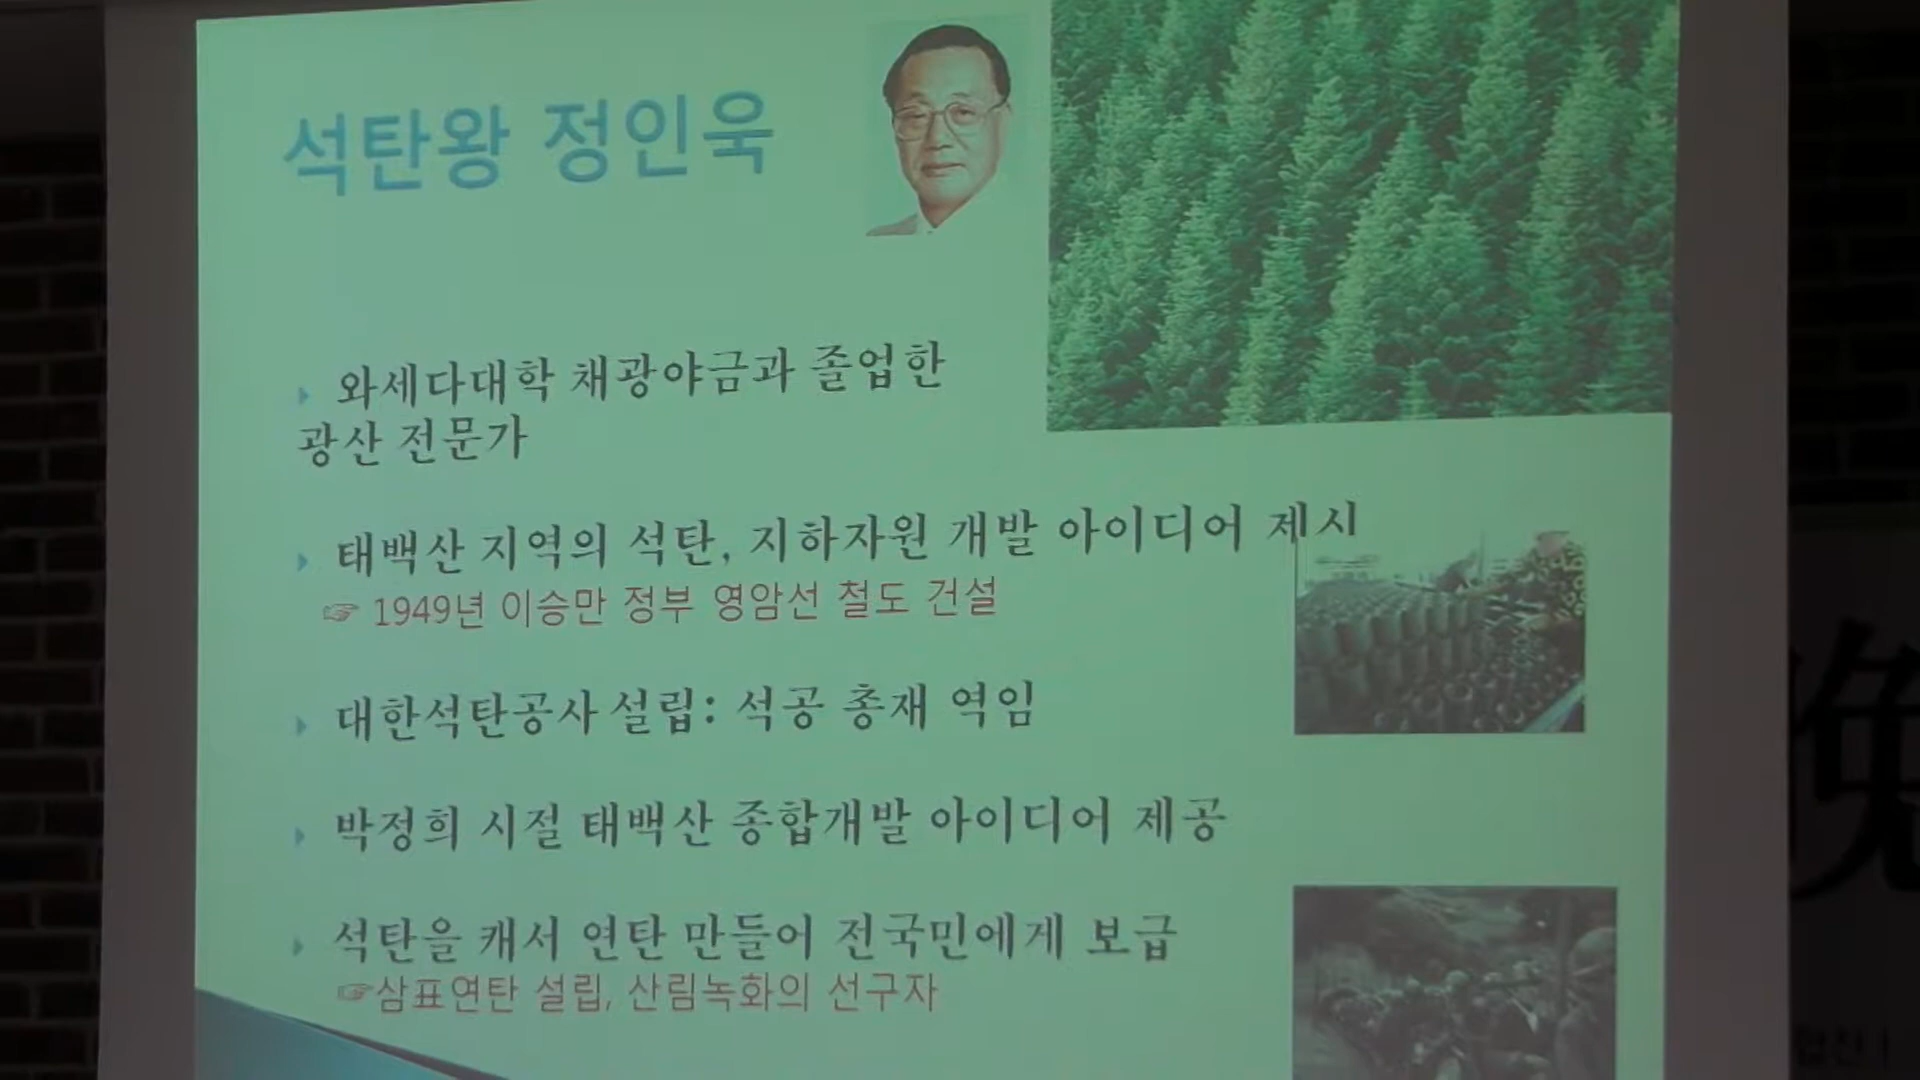 석탄왕 정인욱
와세다대학 채광야금과 졸업한
광산 전문가
태백산 지역의 석탄, 지하자원 개발 아이디어 제시
☞ 1949년 이승만 정부 영암선 철도 건설
대한석탄공사 설립: 석공 총재 역임
박정희 시절 태백산 종합개발 아이디어 제공
석탄을 캐서 연탄 만들어 전국민에게 보급
☞삼표연탄 설립, 산림녹화의 선구자